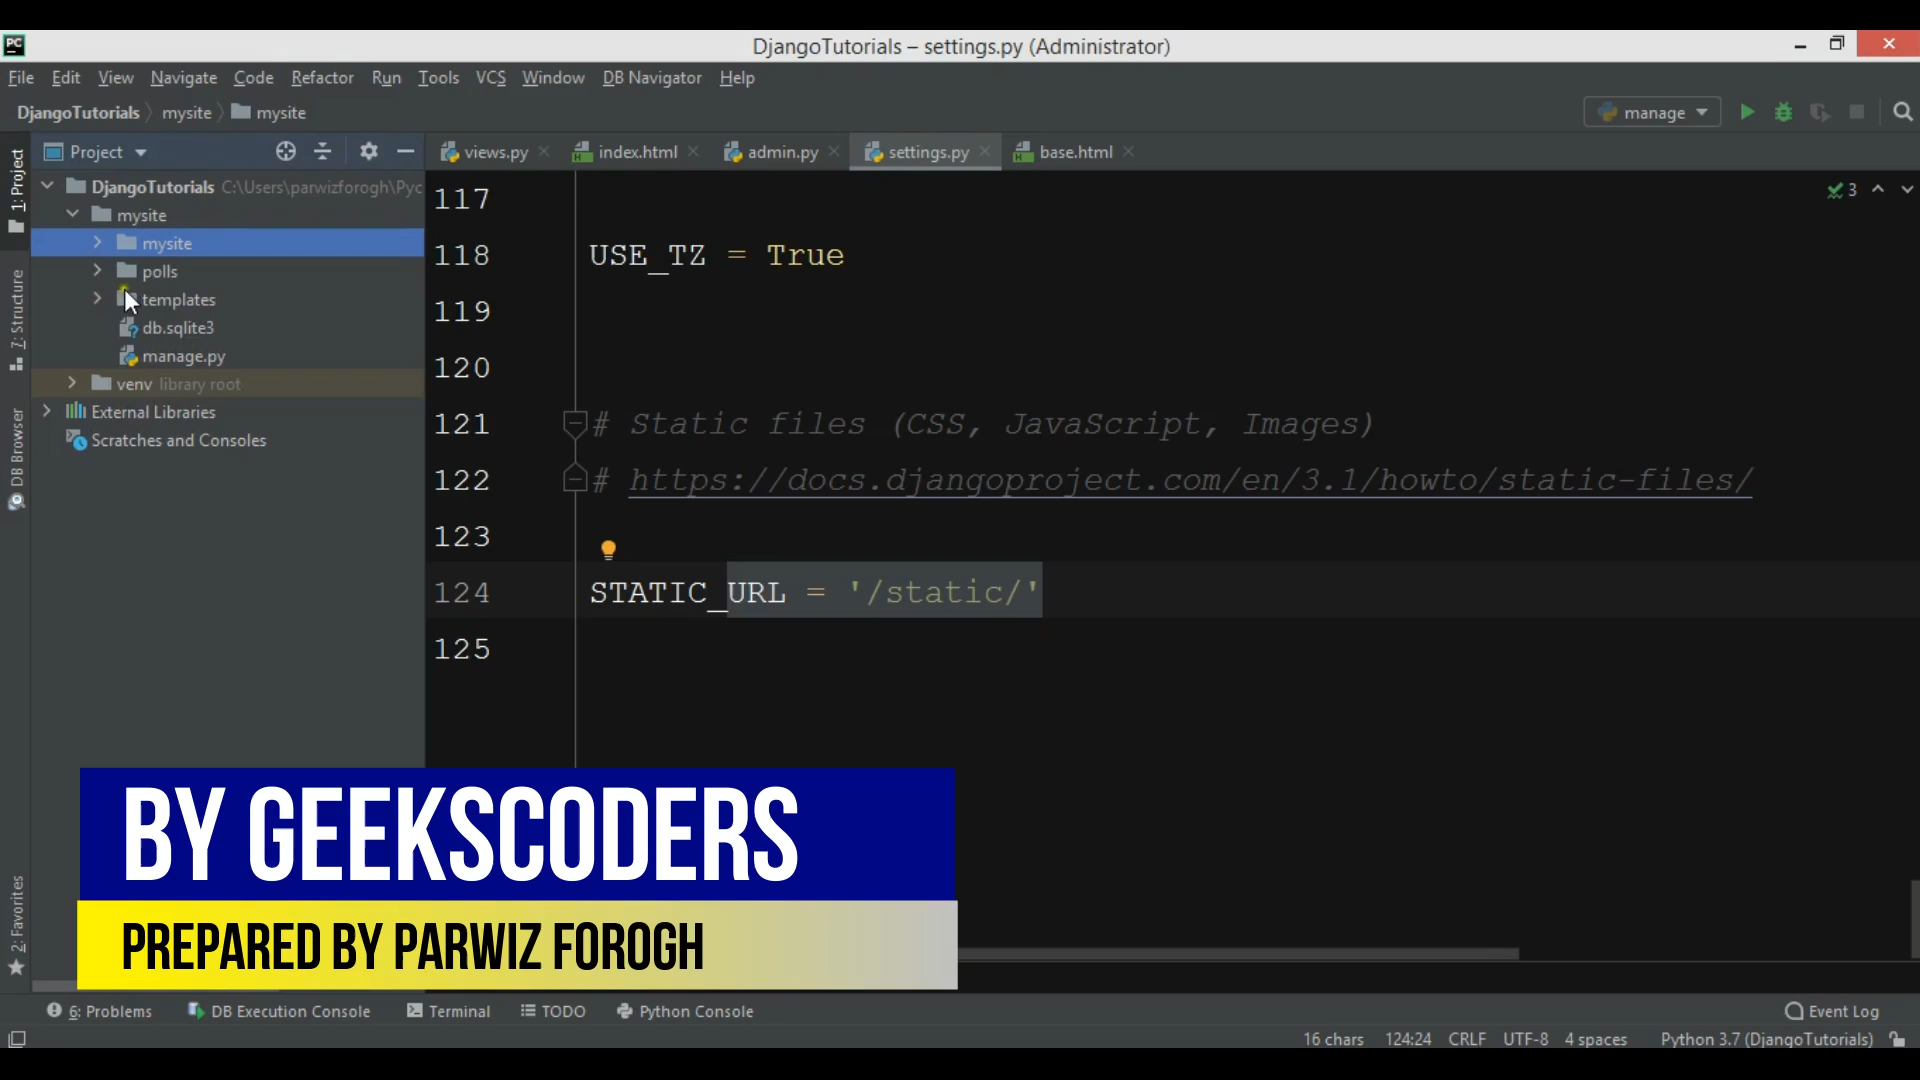 PC
DjangoTutorials – settings.py (Administrator)
File Edit View Navigate Code Refactor Run Tools VCS Window DB Navigator Help
DjangoTutorials mysite mysite
manage
Project
views.py index.html admin.py settings.py base.html
1: Project
7: Structure
DB Browser
2: Favorites
DjangoTutorials C:\Users\parwizforogh\Pyc
mysite
mysite
polls
templates
db.sqlite3
manage.py
venv library root
External Libraries
Scratches and Consoles
3
117
118 USE_TZ = True
119
120
121 # Static files (CSS, JavaScript, Images)
122 # https://docs.djangoproject.com/en/3.1/howto/static-files/
123
124 STATIC_URL = '/static/'
125
BY GEEKSCODERS
PREPARED BY PARWIZ FOROGH
6: Problems DB Execution Console Terminal TODO Python Console Event Log
16 chars 124:24 CRLF UTF-8 4 spaces Python 3.7 (DjangoTutorials)